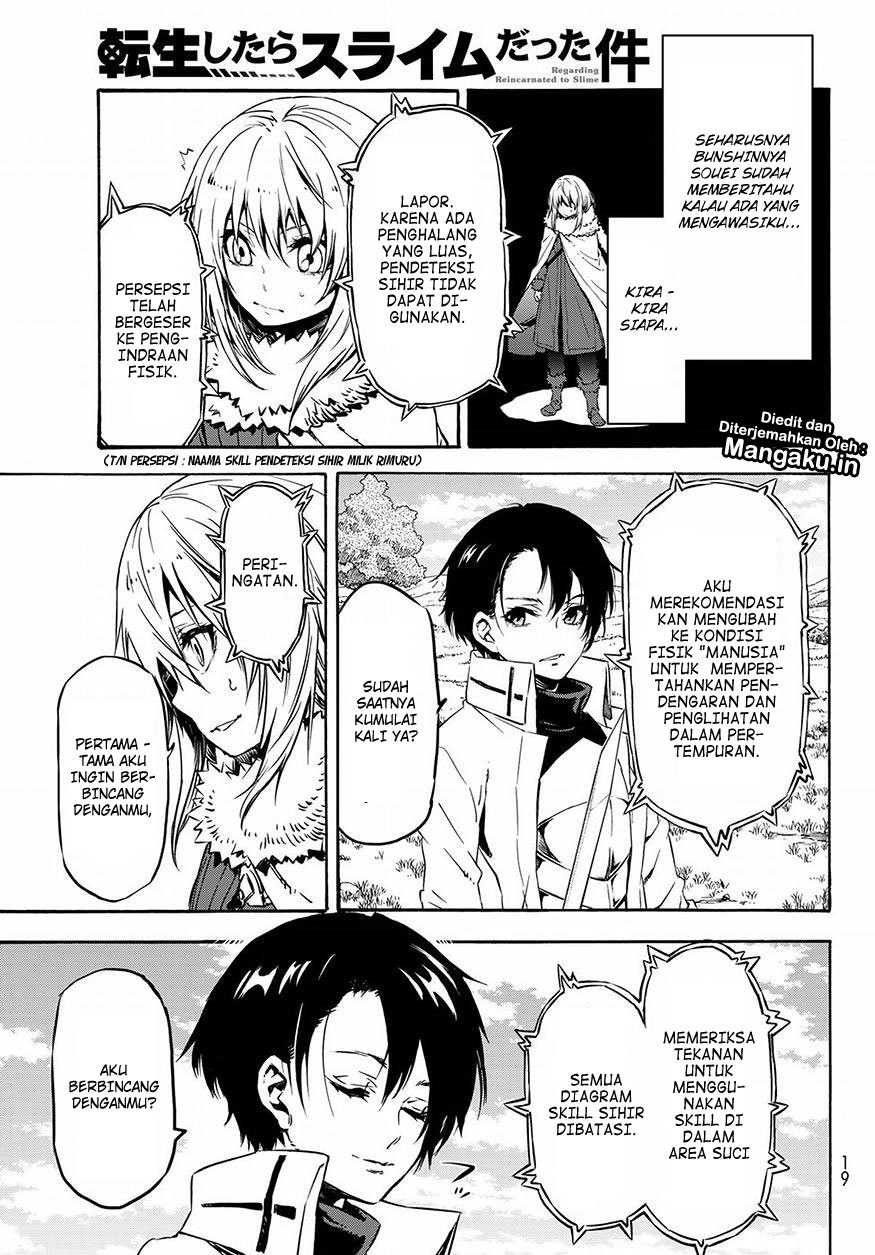 転生したらスライムだった件
Regarding
Reincarnated to Slime
SEHARUSNYA
BUNSHINNYA
SOUEI SUDAH
MEMBERITAHU
KALAU ADA YANG
MENGAWASIKU...
KIRA -
KIRA
SIAPA...
LAPOR.
KARENA ADA
PENGHALANG
YANG LUAS,
PENDETEKSI
SIHIR TIDAK
DAPAT DI-
GUNAKAN.
PERSEPSI
TELAH
BERGESER
KE PENG-
INDRAAN
FISIK.
(T/N PERSEPSI : NAAMA SKILL PENDETEKSI SIHIR MILIK RIMURU)
Diedit dan
Diterjemahkan Oleh :
Mangaku.in
AKU
MEREKOMENDASI
KAN MENGUBAH
KE KONDISI
FISIK "MANUSIA"
UNTUK MEMPER-
TAHANKAN PEN-
DENGARAN DAN
PENGLIHATAN
DALAM PER-
TEMPURAN.
SUDAH
SAATNYA
KUMULAI
KALI YA?
PERI-
NGATAN.
PERTAMA -
TAMA AKU
INGIN BER-
BINCANG
DENGANMU,
MEMERIKSA
TEKANAN
UNTUK
MENGGU-
NAKAN
SKILL DI
DALAM
AREA SUCI
SEMUA
DIAGRAM
SKILL SIHIR
DIBATASI.
AKU
BERBINCANG
DENGANMU?
19